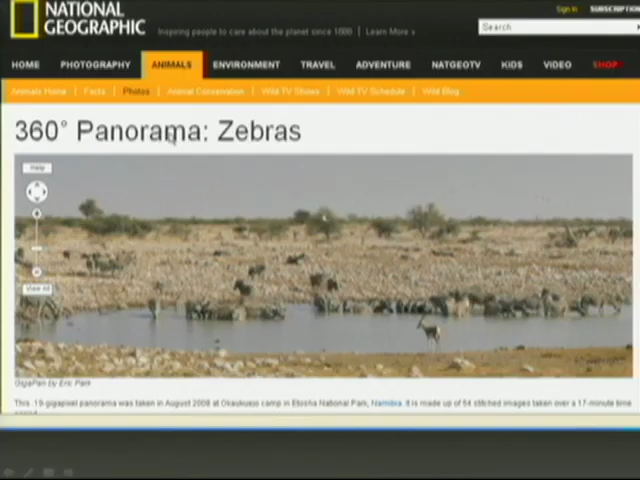 NATIONAL
GEOGRAPHIC
Inspiring people to care about the planet since 1888 | Learn More »
Sign In SUBSCRIPTION
Search
HOME PHOTOGRAPHY ANIMALS ENVIRONMENT TRAVEL ADVENTURE NATGEOTV KIDS VIDEO SHOP
Animals Home | Facts | Photos | Animal Conservation | Wild TV Shows | Wild TV Schedule | Wild Blog
360° Panorama: Zebras
Help
View All
GigaPan by Eric Park
This .19-gigapixel panorama was taken in August 2008 at Okaukuejo camp in Etosha National Park, Namibia. It is made up of 54 stitched images taken over a 17-minute time